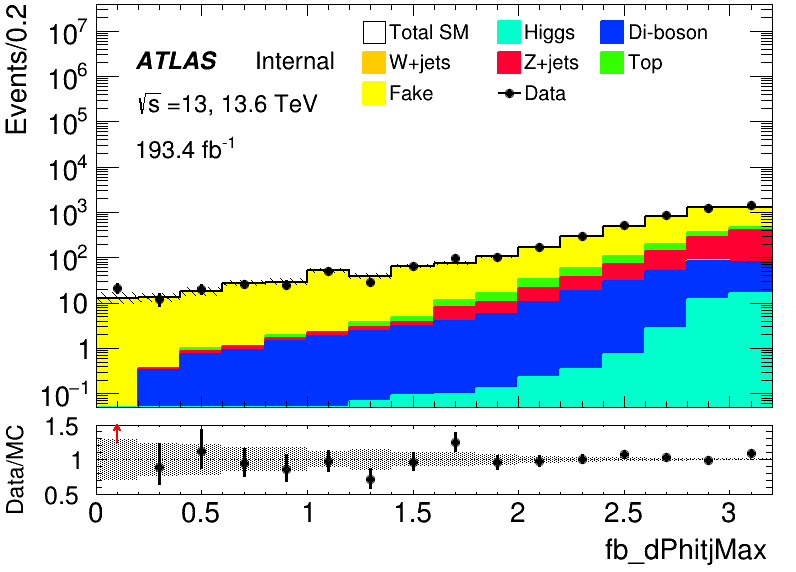 Events/0.2
10⁷
10⁶
10⁵
10⁴
10³
10²
10
1
10⁻¹
ATLAS Internal
√s =13, 13.6 TeV
193.4 fb⁻¹
Total SM Higgs Di-boson
W+jets Z+jets Top
Fake Data
Data/MC
1.5
1
0.5
0 0.5 1 1.5 2 2.5 3
fb_dPhitjMax